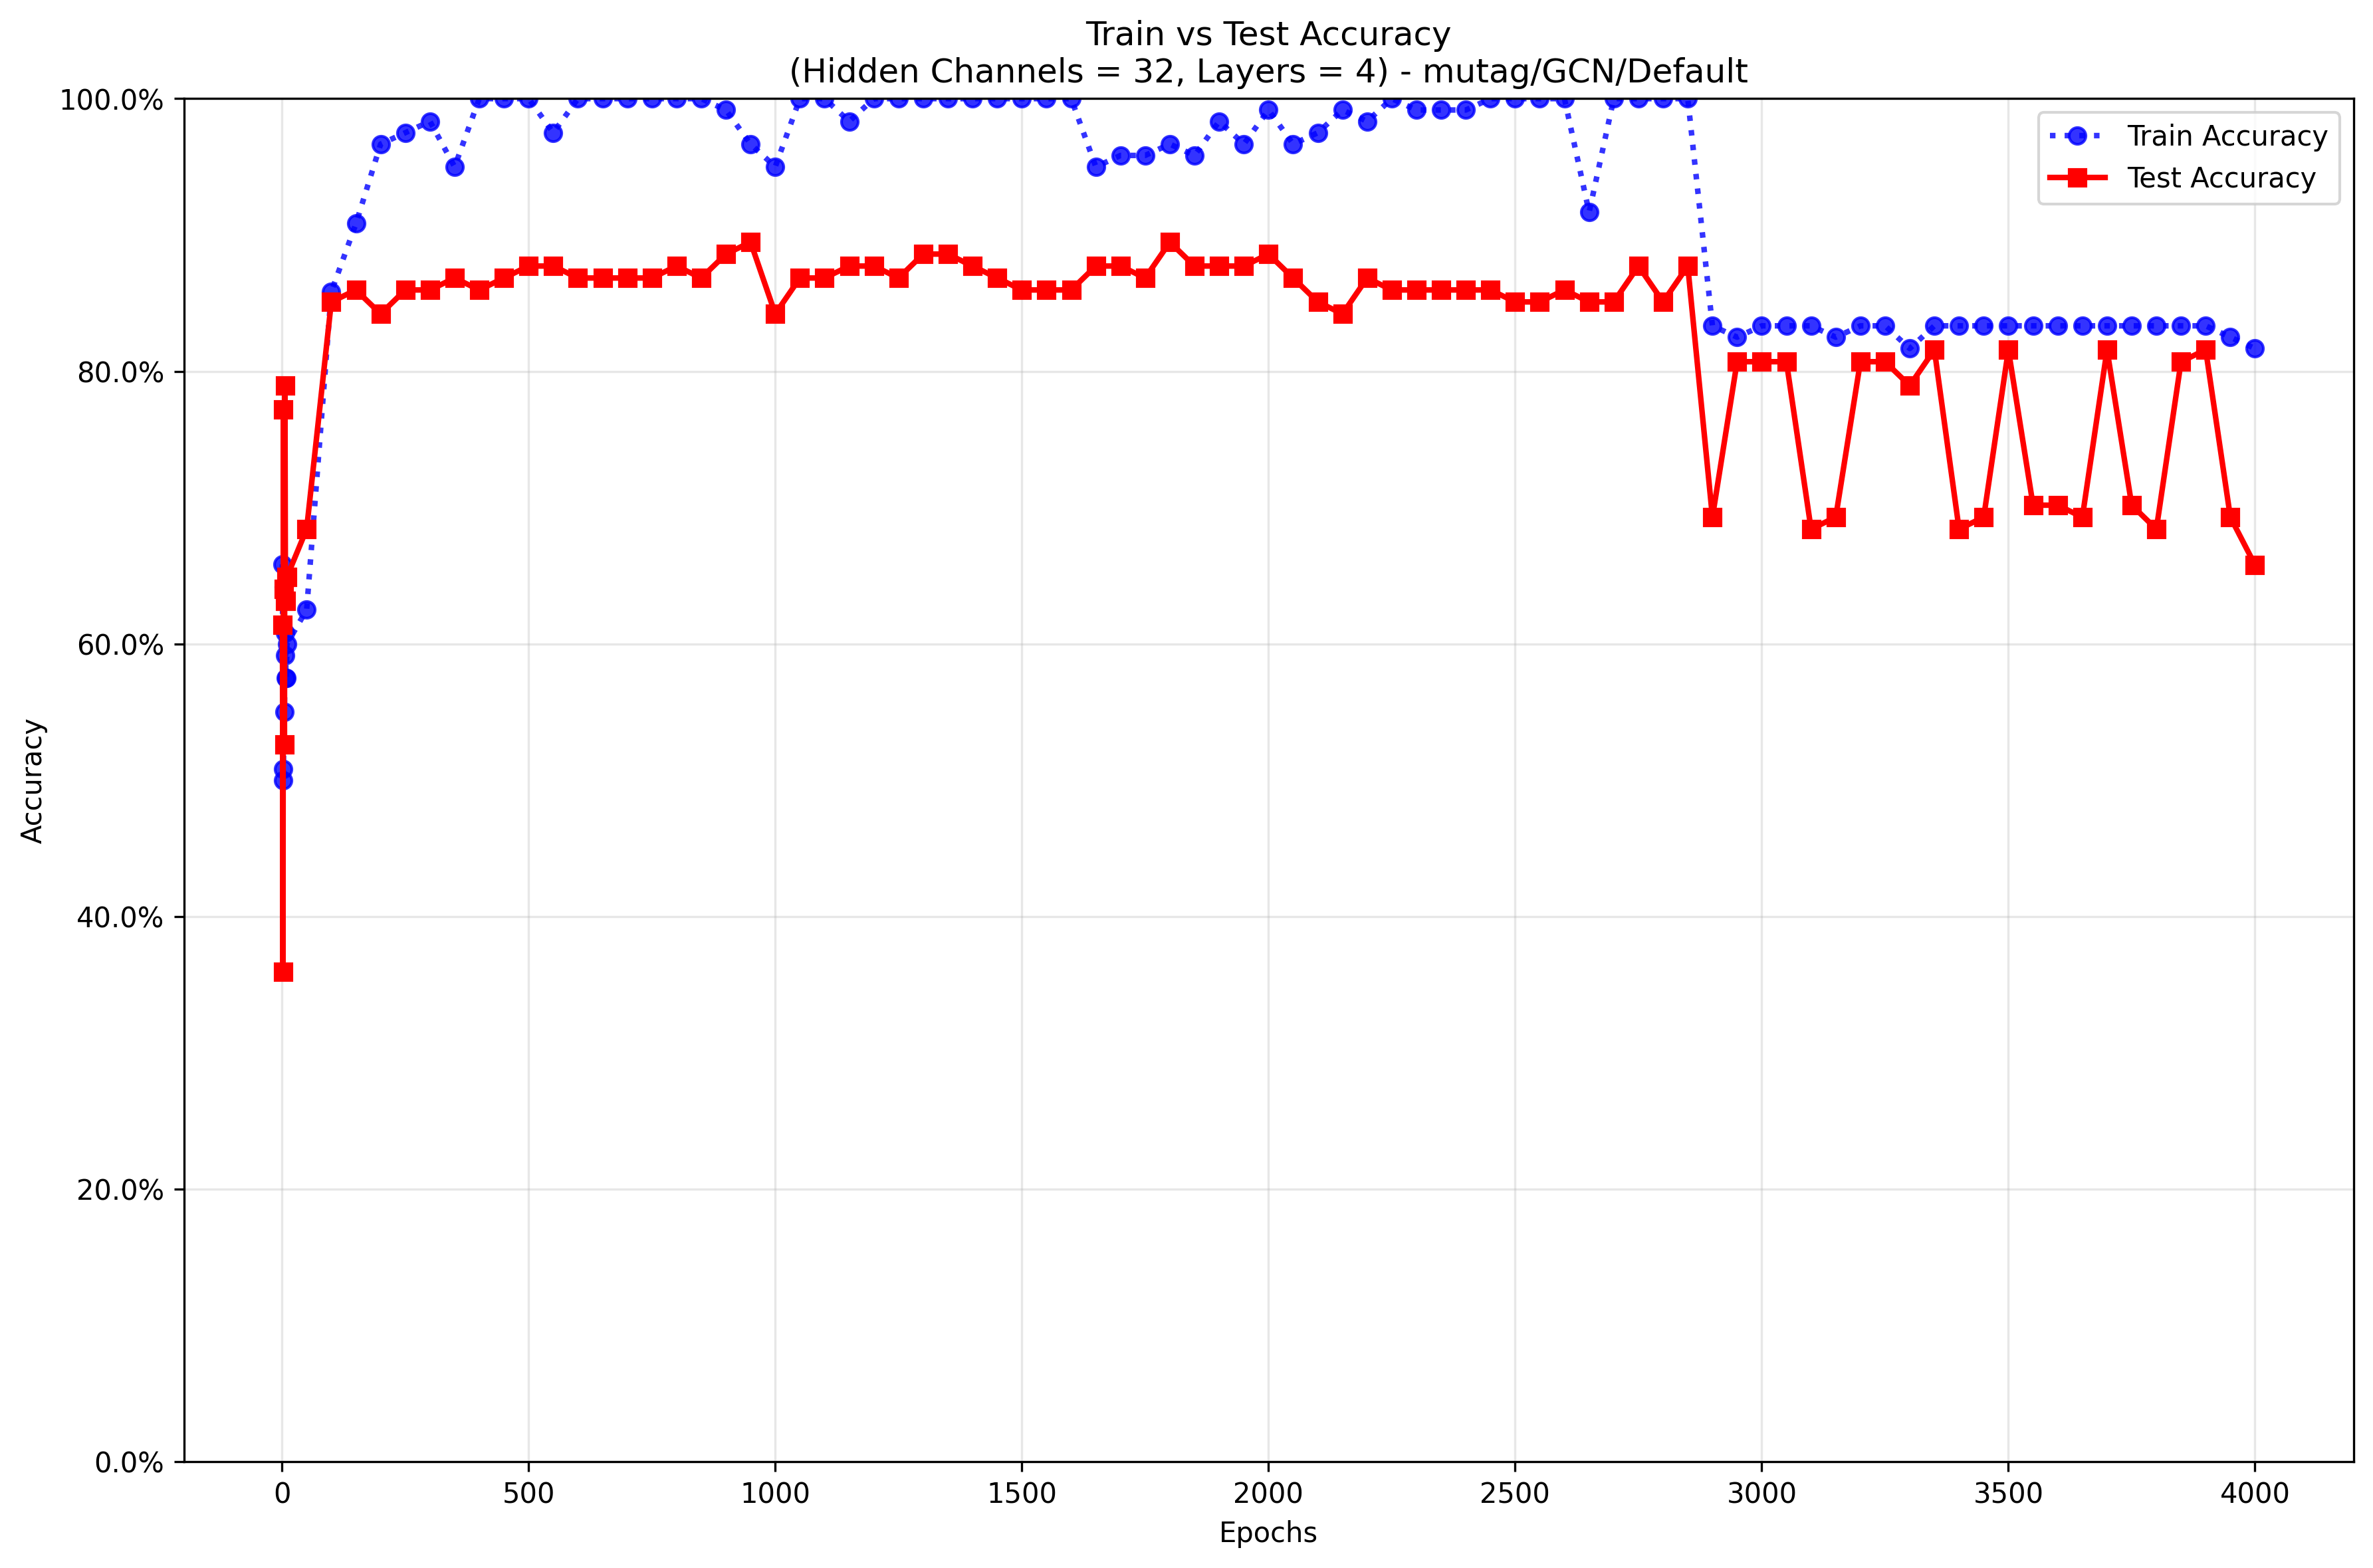 Train vs Test Accuracy
(Hidden Channels = 32, Layers = 4) - mutag/GCN/Default
100.0%
80.0%
60.0%
40.0%
20.0%
0.0%
Accuracy
Train Accuracy
Test Accuracy
0 500 1000 1500 2000 2500 3000 3500 4000
Epochs